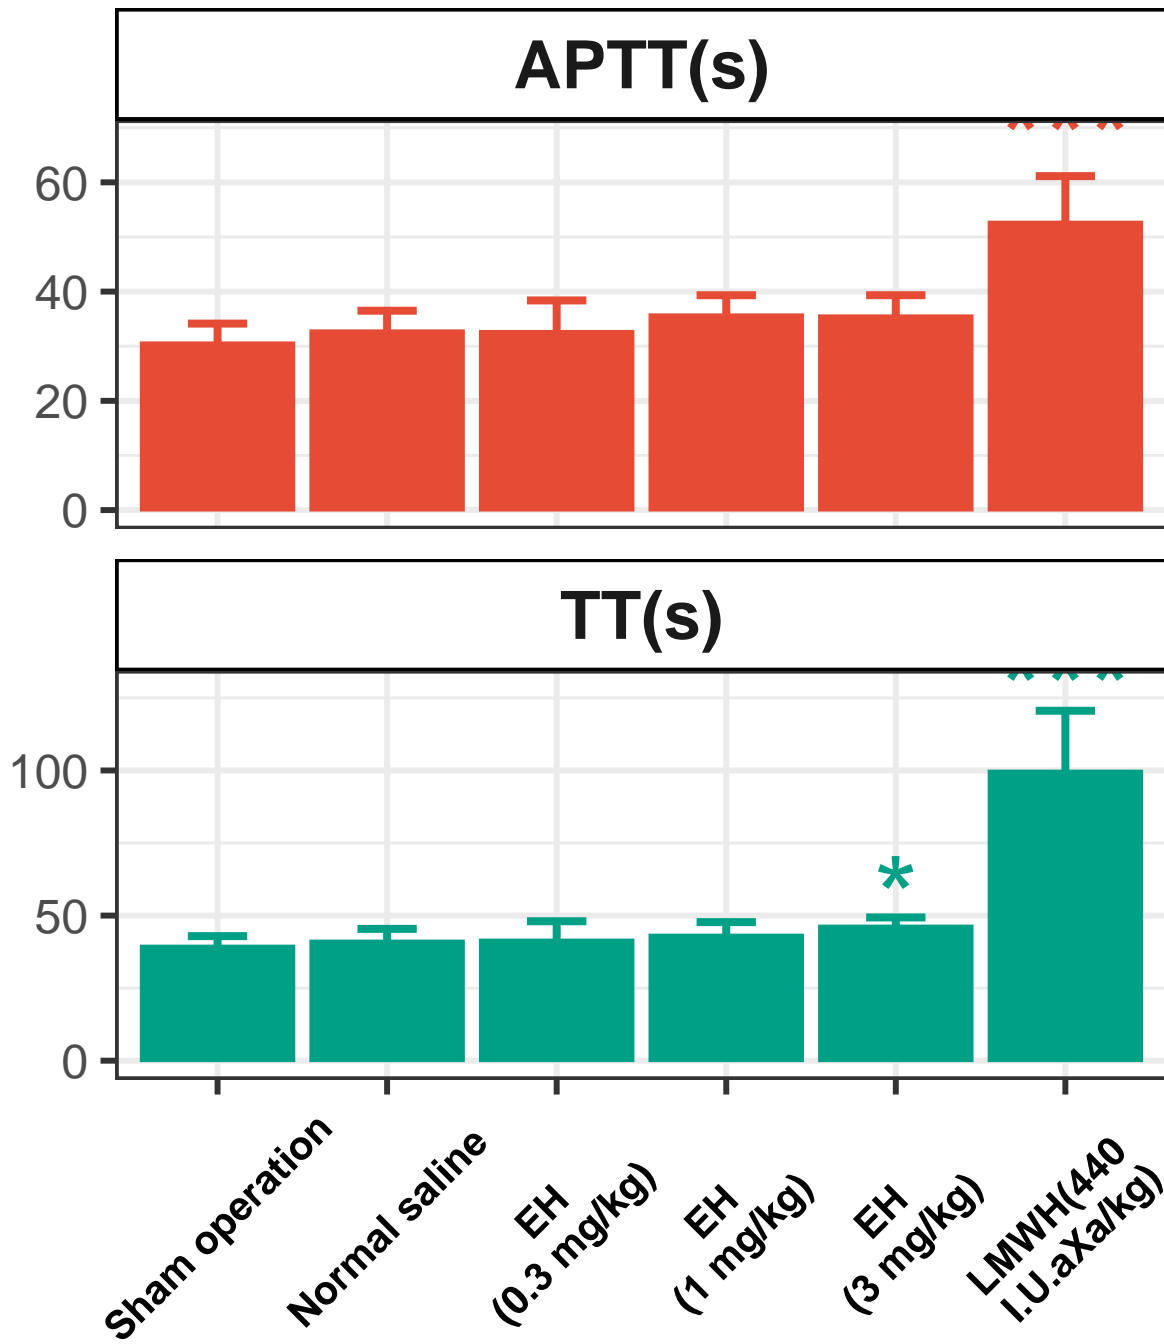 APTT(s)
***
60
40
20
0
TT(s)
***
100
*
50
0
Sham operation
Normal saline
EH
(0.3 mg/kg)
EH
(1 mg/kg)
EH
(3 mg/kg)
LMWH(440
I.U.aXa/kg)